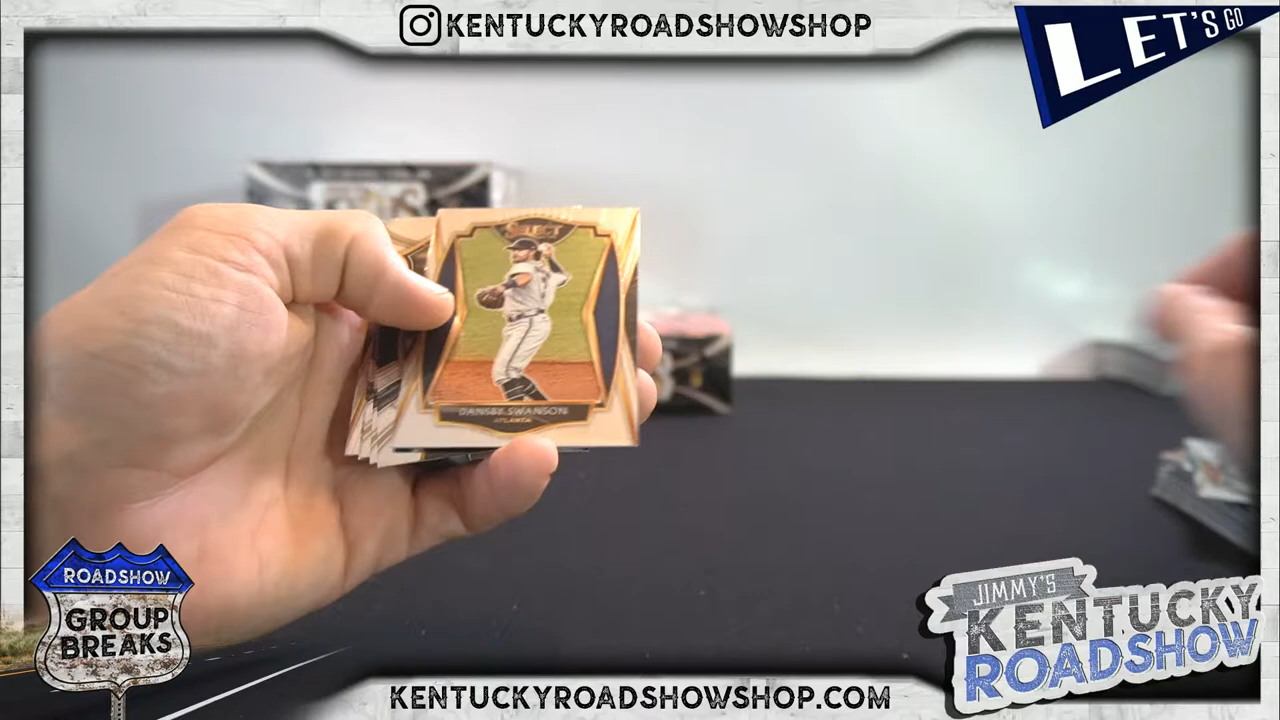 KENTUCKYROADSHOWSHOP
LET'S GO
SELECT
DANSBY SWANSON
ATLANTA
ROADSHOW
GROUP
BREAKS
JIMMY'S
KENTUCKY
ROADSHOW
KENTUCKYROADSHOWSHOP.COM